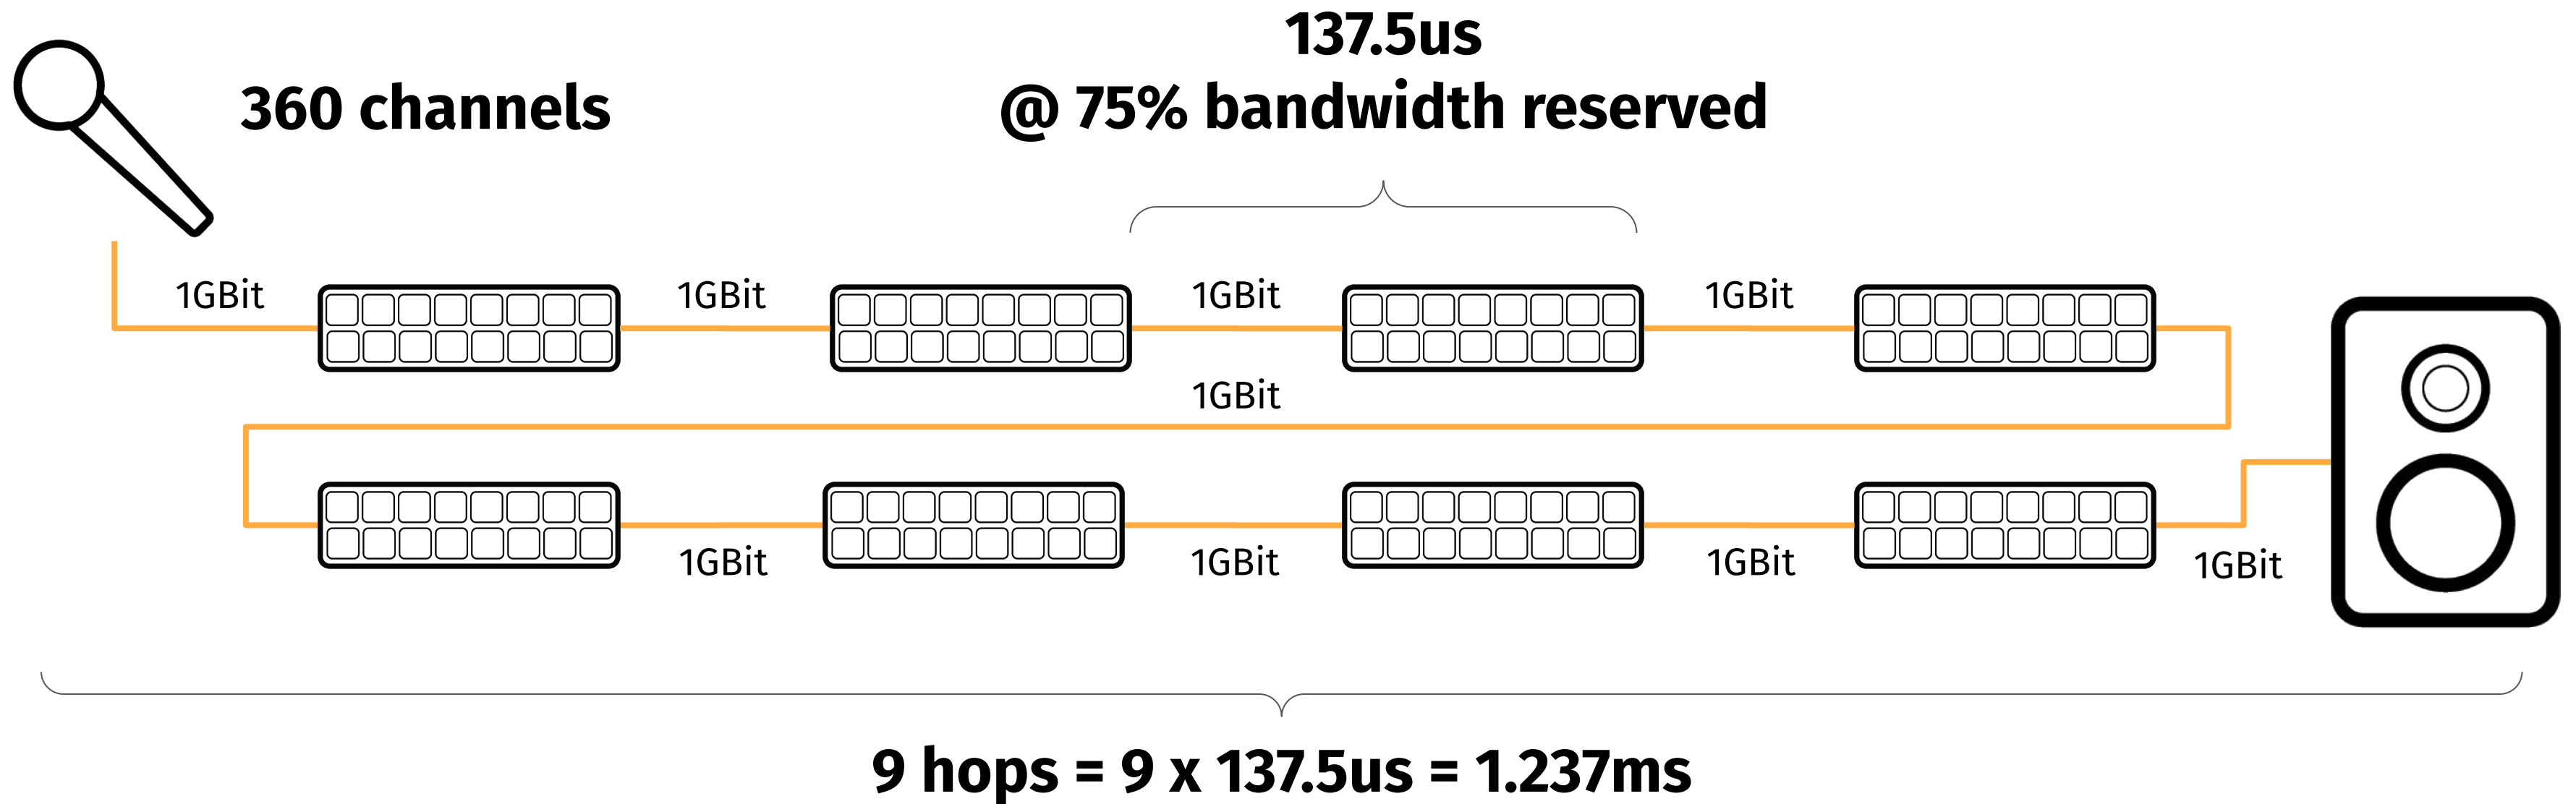 137.5us
360 channels
@ 75% bandwidth reserved
1GBit
1GBit
1GBit
1GBit
1GBit
1GBit
1GBit
1GBit
1GBit
9 hops = 9 x 137.5us = 1.237ms